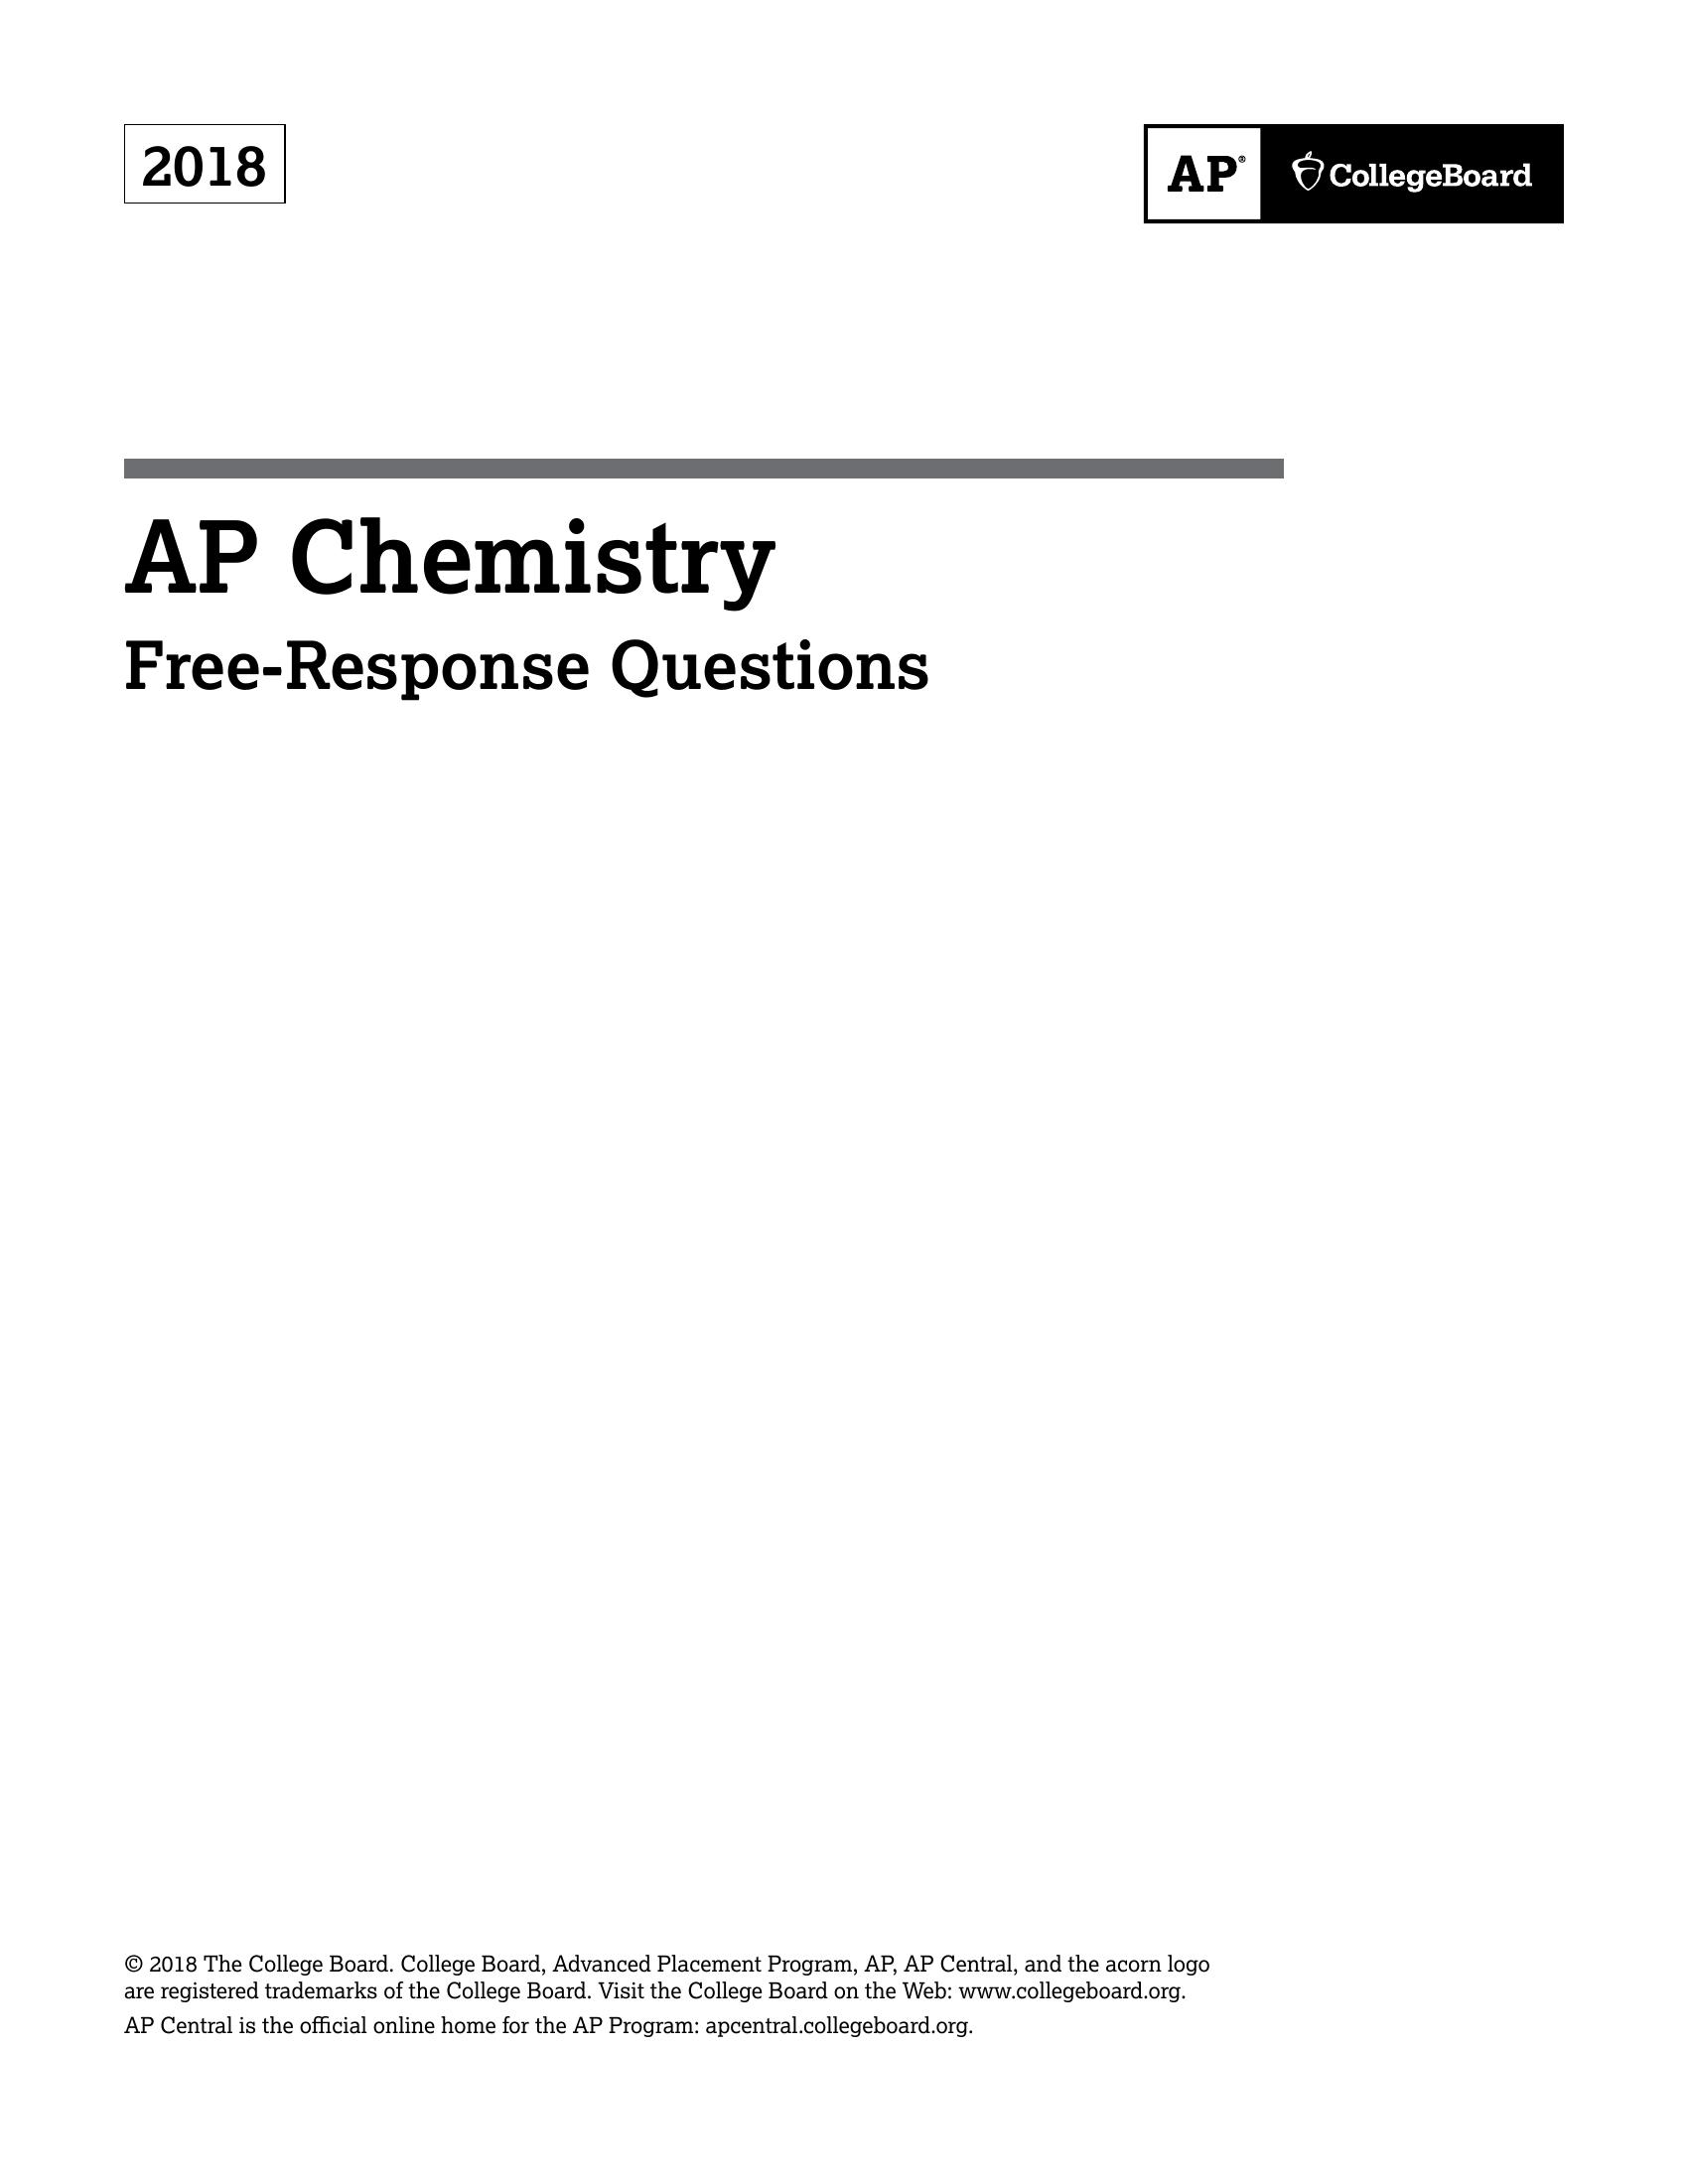 2018
AP® CollegeBoard
AP Chemistry
Free-Response Questions
© 2018 The College Board. College Board, Advanced Placement Program, AP, AP Central, and the acorn logo
are registered trademarks of the College Board. Visit the College Board on the Web: www.collegeboard.org.
AP Central is the official online home for the AP Program: apcentral.collegeboard.org.